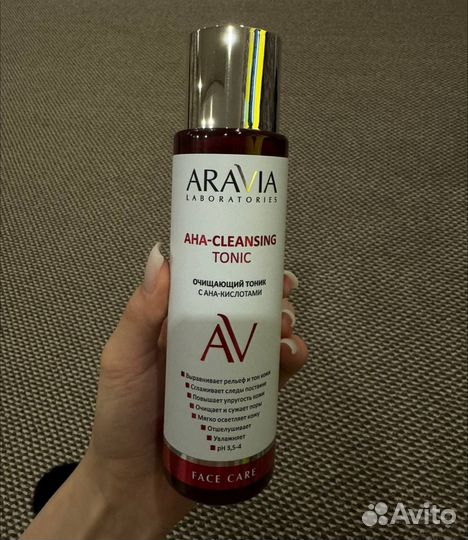 ARAVIA
LABORATORIES
AHA-CLEANSING
TONIC
ОЧИЩАЮЩИЙ ТОНИК
С АНА-КИСЛОТАМИ
AV
Выравнивает рельеф и тон кожи
Сглаживает следы постакне
Повышает упругость кожи
Очищает и сужает поры
Мягко осветляет кожу
Отшелушивает
Увлажняет
pH 3,5-4
FACE CARE
Avito